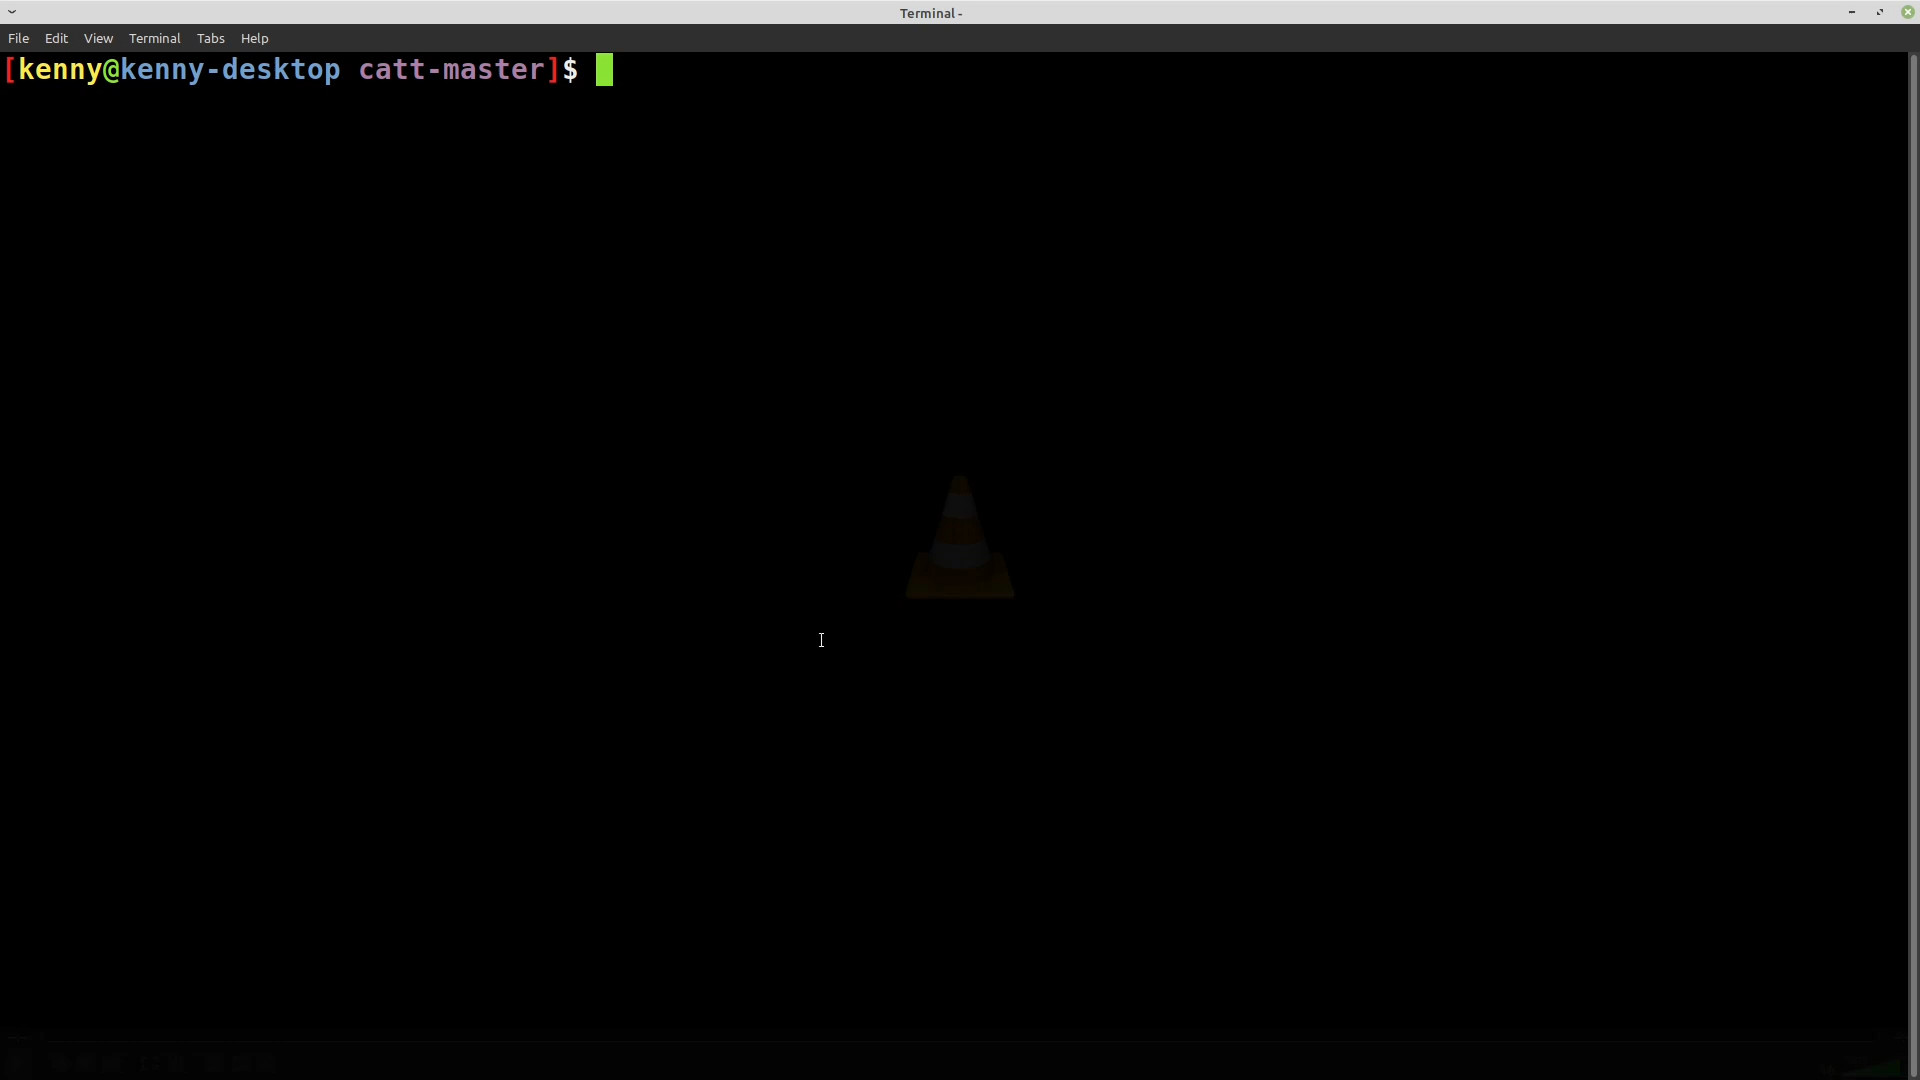 Terminal -
File Edit View Terminal Tabs Help
[kenny@kenny-desktop catt-master]$